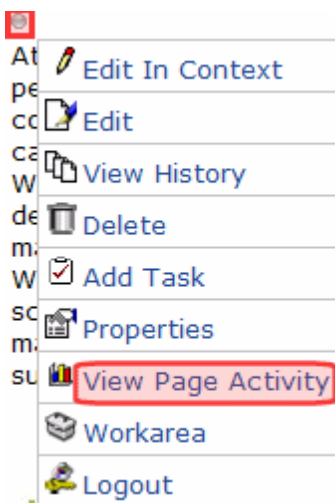 Edit In Context
Edit
View History
Delete
Add Task
Properties
View Page Activity
Workarea
Logout